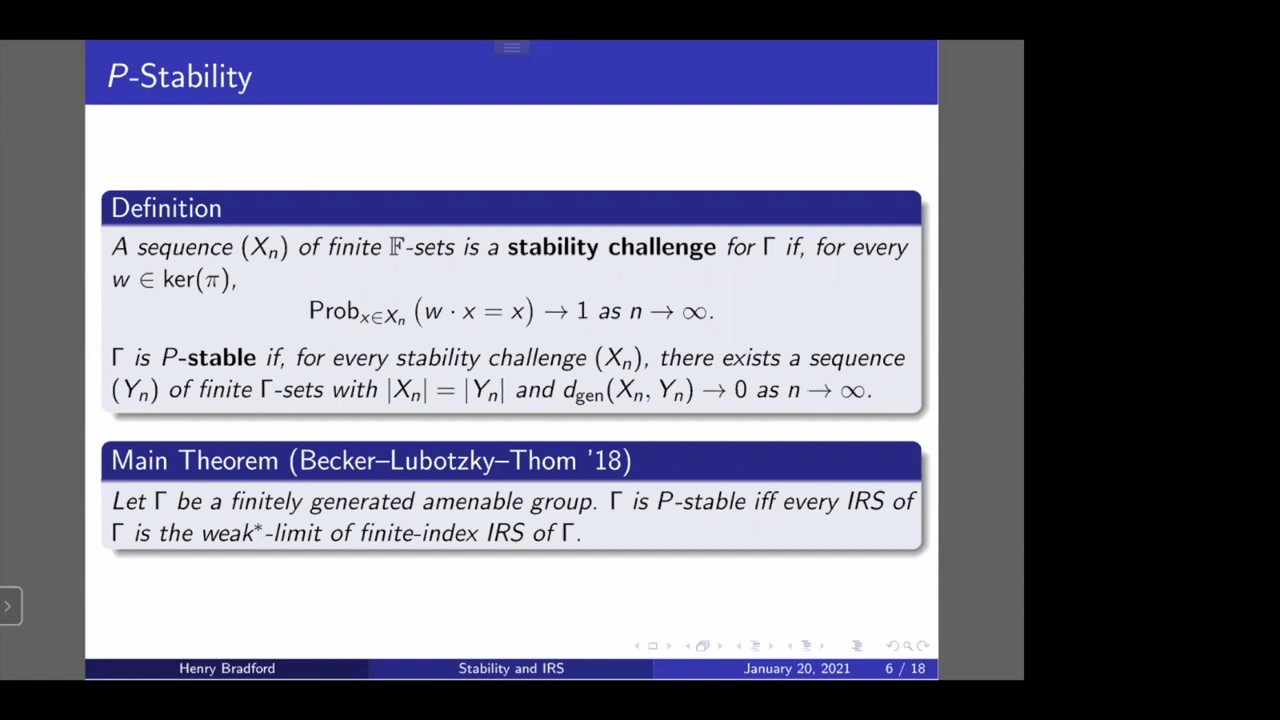 P-Stability
Definition
A sequence (Xₙ) of finite 𝔽-sets is a stability challenge for Γ if, for every
w ∈ ker(π),
Prob_{x∈Xₙ} (w · x = x) → 1 as n → ∞.
Γ is P-stable if, for every stability challenge (Xₙ), there exists a sequence
(Yₙ) of finite Γ-sets with |Xₙ| = |Yₙ| and d_gen(Xₙ, Yₙ) → 0 as n → ∞.
Main Theorem (Becker–Lubotzky–Thom '18)
Let Γ be a finitely generated amenable group. Γ is P-stable iff every IRS of
Γ is the weak*-limit of finite-index IRS of Γ.
Henry Bradford Stability and IRS January 20, 2021 6 / 18